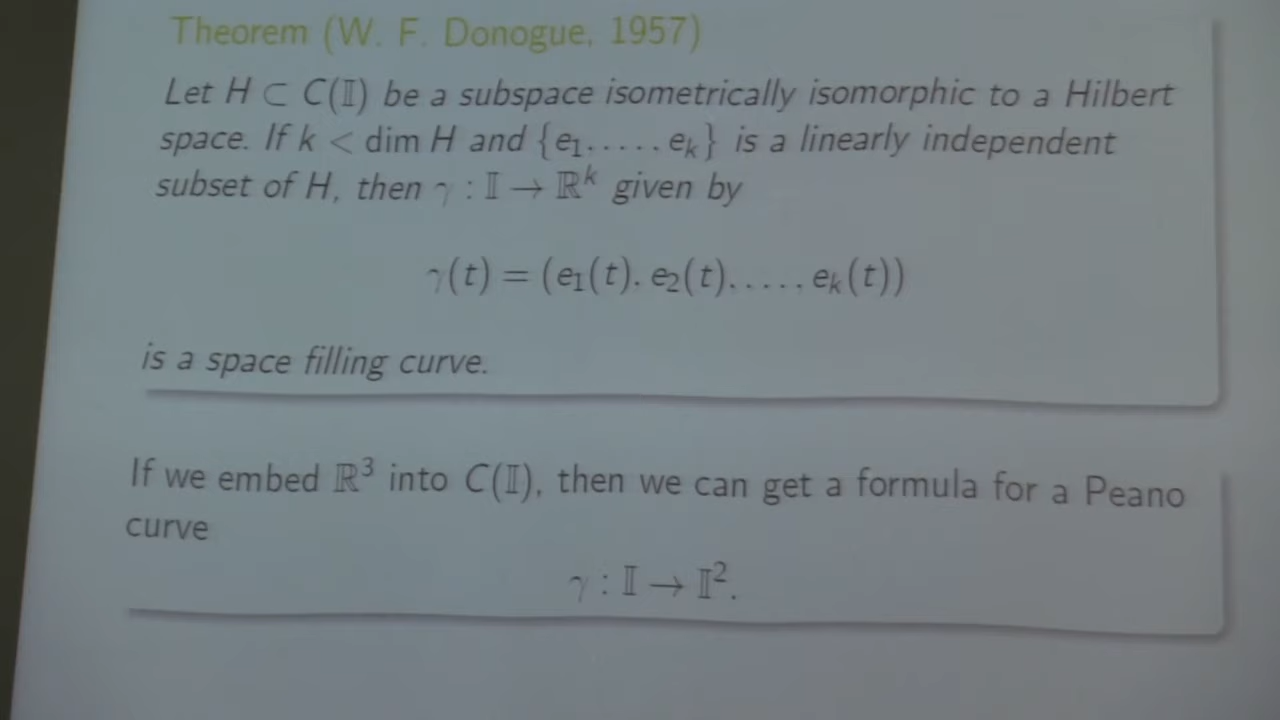 Theorem (W. F. Donogue, 1957)
Let H ⊂ C(𝕀) be a subspace isometrically isomorphic to a Hilbert
space. If k < dim H and {e₁, . . . , eₖ} is a linearly independent
subset of H, then γ : 𝕀 → ℝᵏ given by
γ(t) = (e₁(t), e₂(t), . . . , eₖ(t))
is a space filling curve.
If we embed ℝ³ into C(𝕀), then we can get a formula for a Peano
curve
γ : 𝕀 → 𝕀².